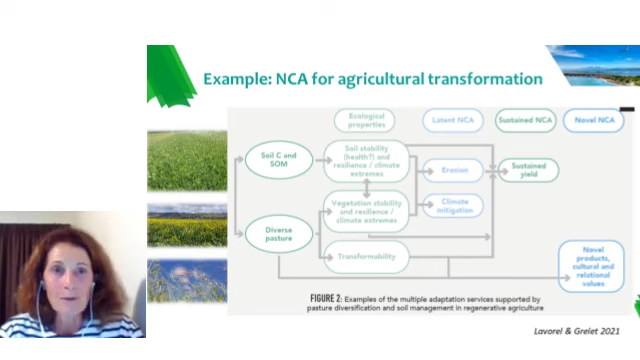 Example: NCA for agricultural transformation
Ecological
properties
Latent NCA
Sustained NCA
Novel NCA
Soil C and
SOM
Soil stability
(health?) and
resilience / climate
extremes
Erosion
Sustained
yield
Vegetation stability
and resilience /
climate extremes
Climate
mitigation
Diverse
pasture
Transformability
Novel
products,
cultural and
relational
values
FIGURE 2: Examples of the multiple adaptation services supported by
pasture diversification and soil management in regenerative agriculture
Lavorel & Grelet 2021